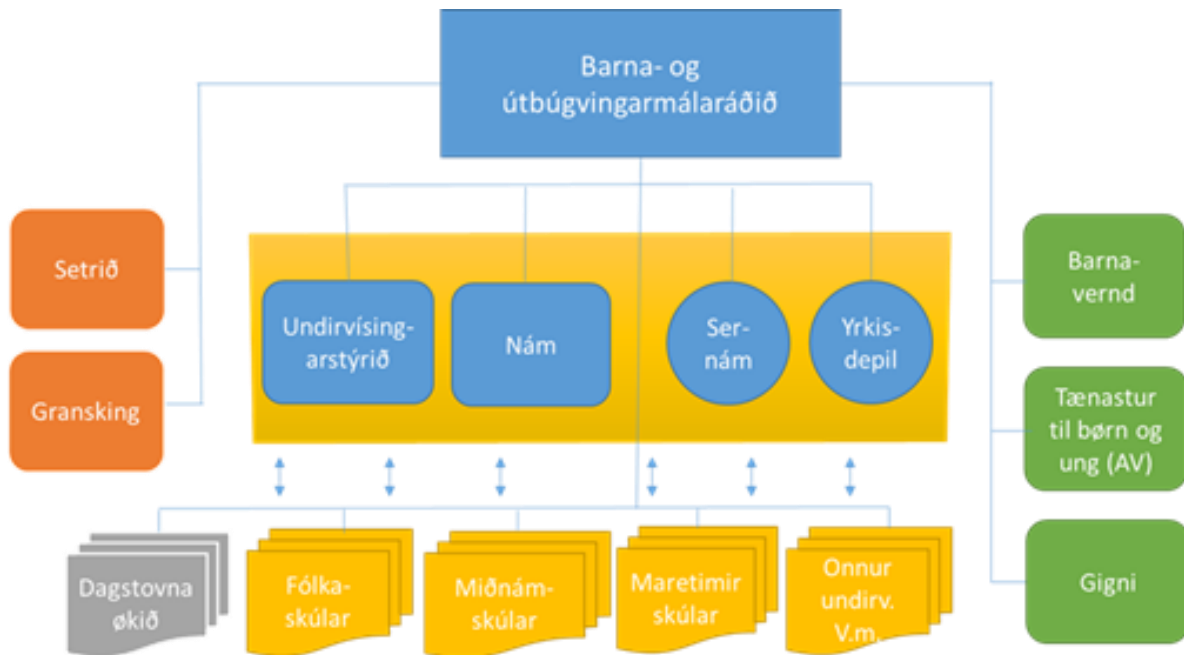 Barna- og
útbúgvingarmálaráðið
Setrið
Gransking
Undirvísing-
arstýrið
Nám
Ser-
nám
Yrkis-
depil
Barna-
vernd
Tænastur
til børn og
ung (AV)
Gigni
Dagstovna
økið
Fólka-
skúlar
Miðnám-
skúlar
Maretimir
skúlar
Onnur
undirv.
V.m.